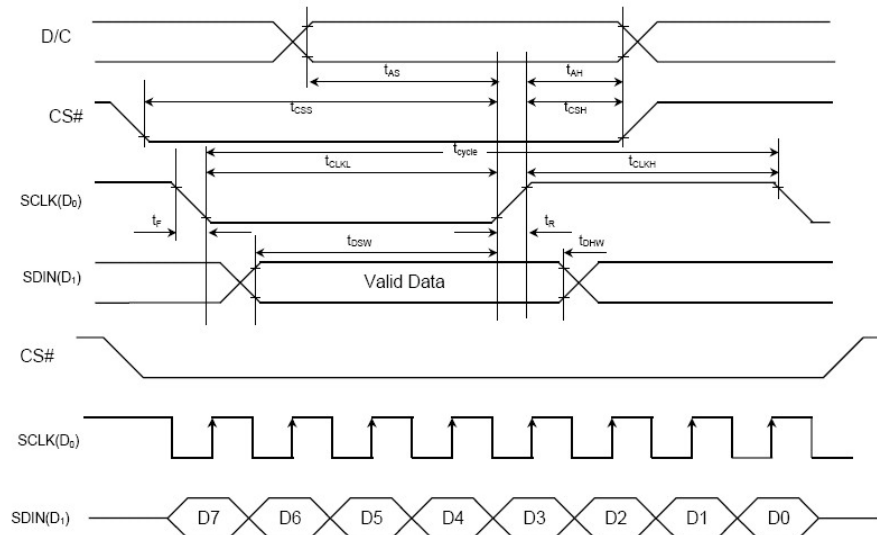 D/C
tAS
tAH
tCSS
tCSH
CS#
tcycle
tCLKL
tCLKH
SCLK(D0)
tF
tR
tDSW
tDHW
SDIN(D1)
Valid Data
CS#
SCLK(D0)
SDIN(D1)
D7 D6 D5 D4 D3 D2 D1 D0